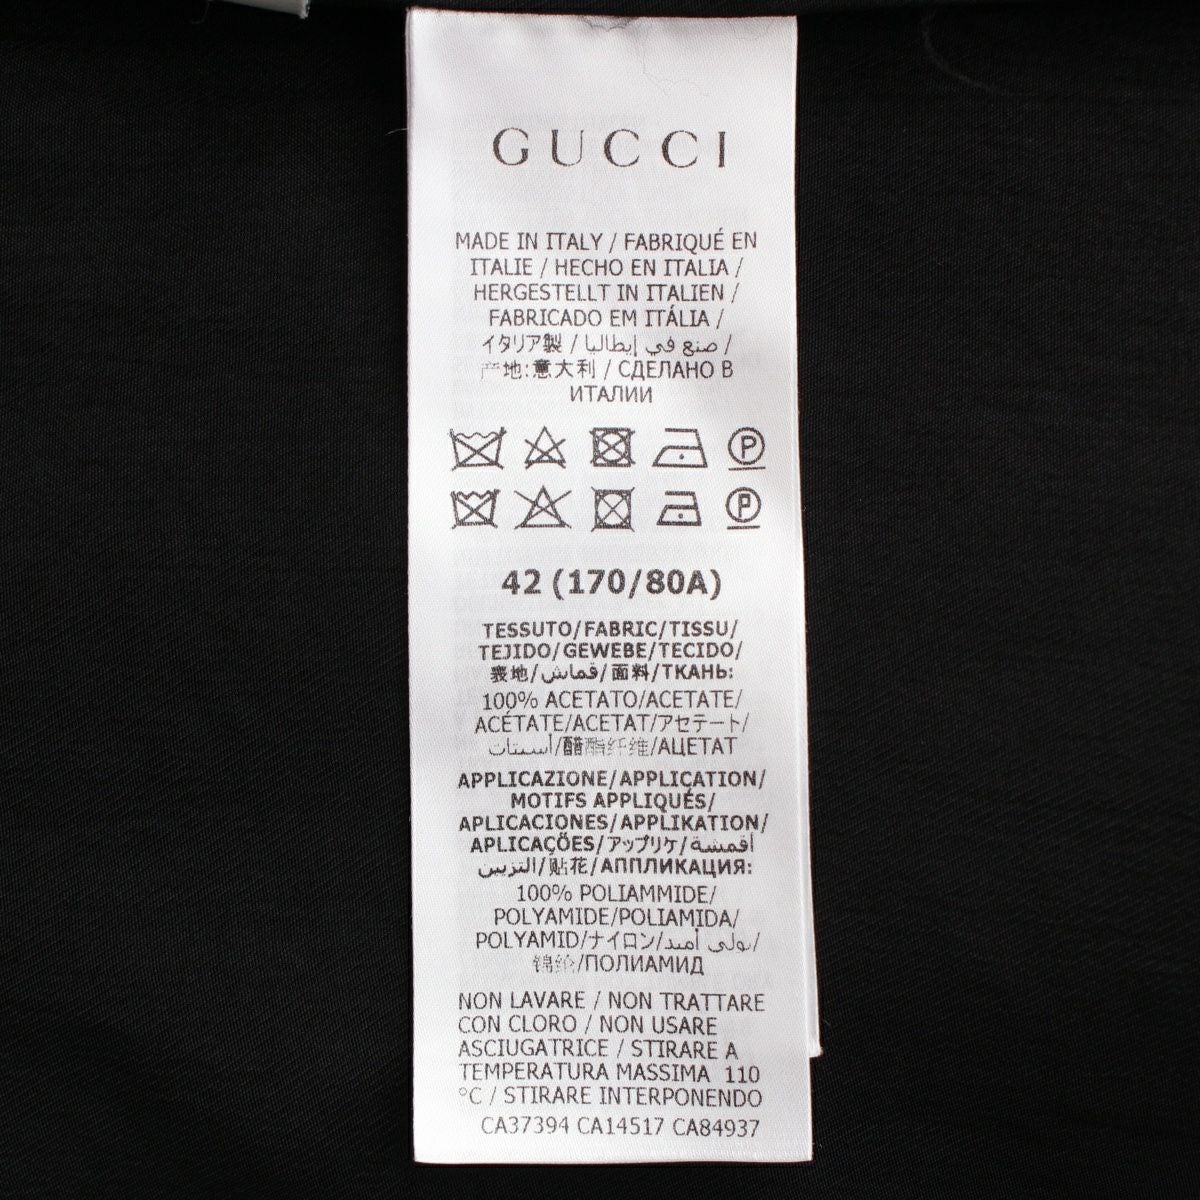 GUCCI
MADE IN ITALY / FABRIQUÉ EN
ITALIE / HECHO EN ITALIA /
HERGESTELLT IN ITALIEN /
FABRICADO EM ITÁLIA /
イタリア製 / صنع في إيطاليا /
产地:意大利 / СДЕЛАНО В
ИТАЛИИ
P
P
42 (170/80A)
TESSUTO/FABRIC/TISSU/
TEJIDO/GEWEBE/TECIDO/
表地/قماش/面料/ТКАНЬ:
100% ACETATO/ACETATE/
ACÉTATE/ACETAT/アセテート/
أسيتات/醋酯纤维/АЦЕТАТ
APPLICAZIONE/APPLICATION/
MOTIFS APPLIQUÉS/
APLICACIONES/APPLIKATION/
APLICAÇÕES/アップリケ/أقمشة
التزيين/贴花/АППЛИКАЦИЯ:
100% POLIAMMIDE/
POLYAMIDE/POLIAMIDA/
POLYAMID/ナイロン/بولي أميد/
锦纶/ПОЛИАМИД
NON LAVARE / NON TRATTARE
CON CLORO / NON USARE
ASCIUGATRICE / STIRARE A
TEMPERATURA MASSIMA 110
°C / STIRARE INTERPONENDO
CA37394 CA14517 CA84937